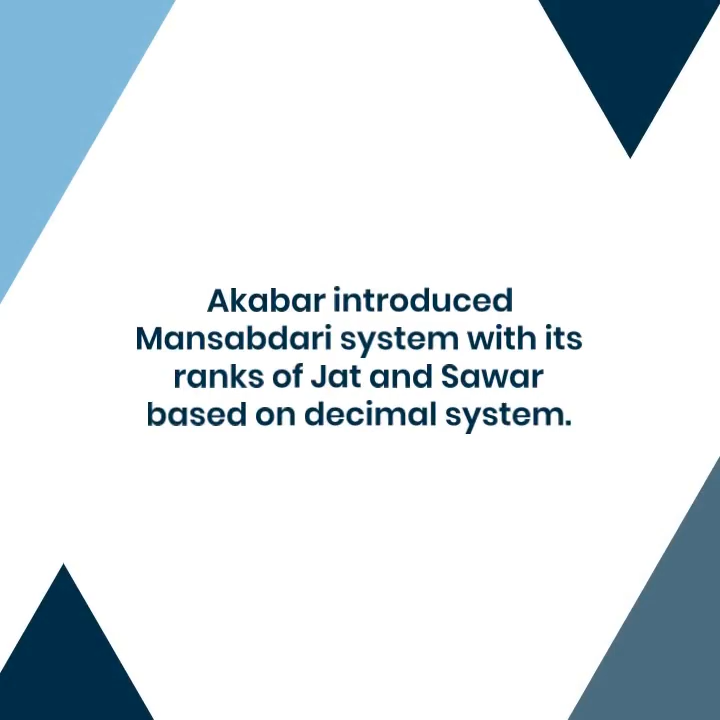 Akabar introduced
Mansabdari system with its
ranks of Jat and Sawar
based on decimal system.